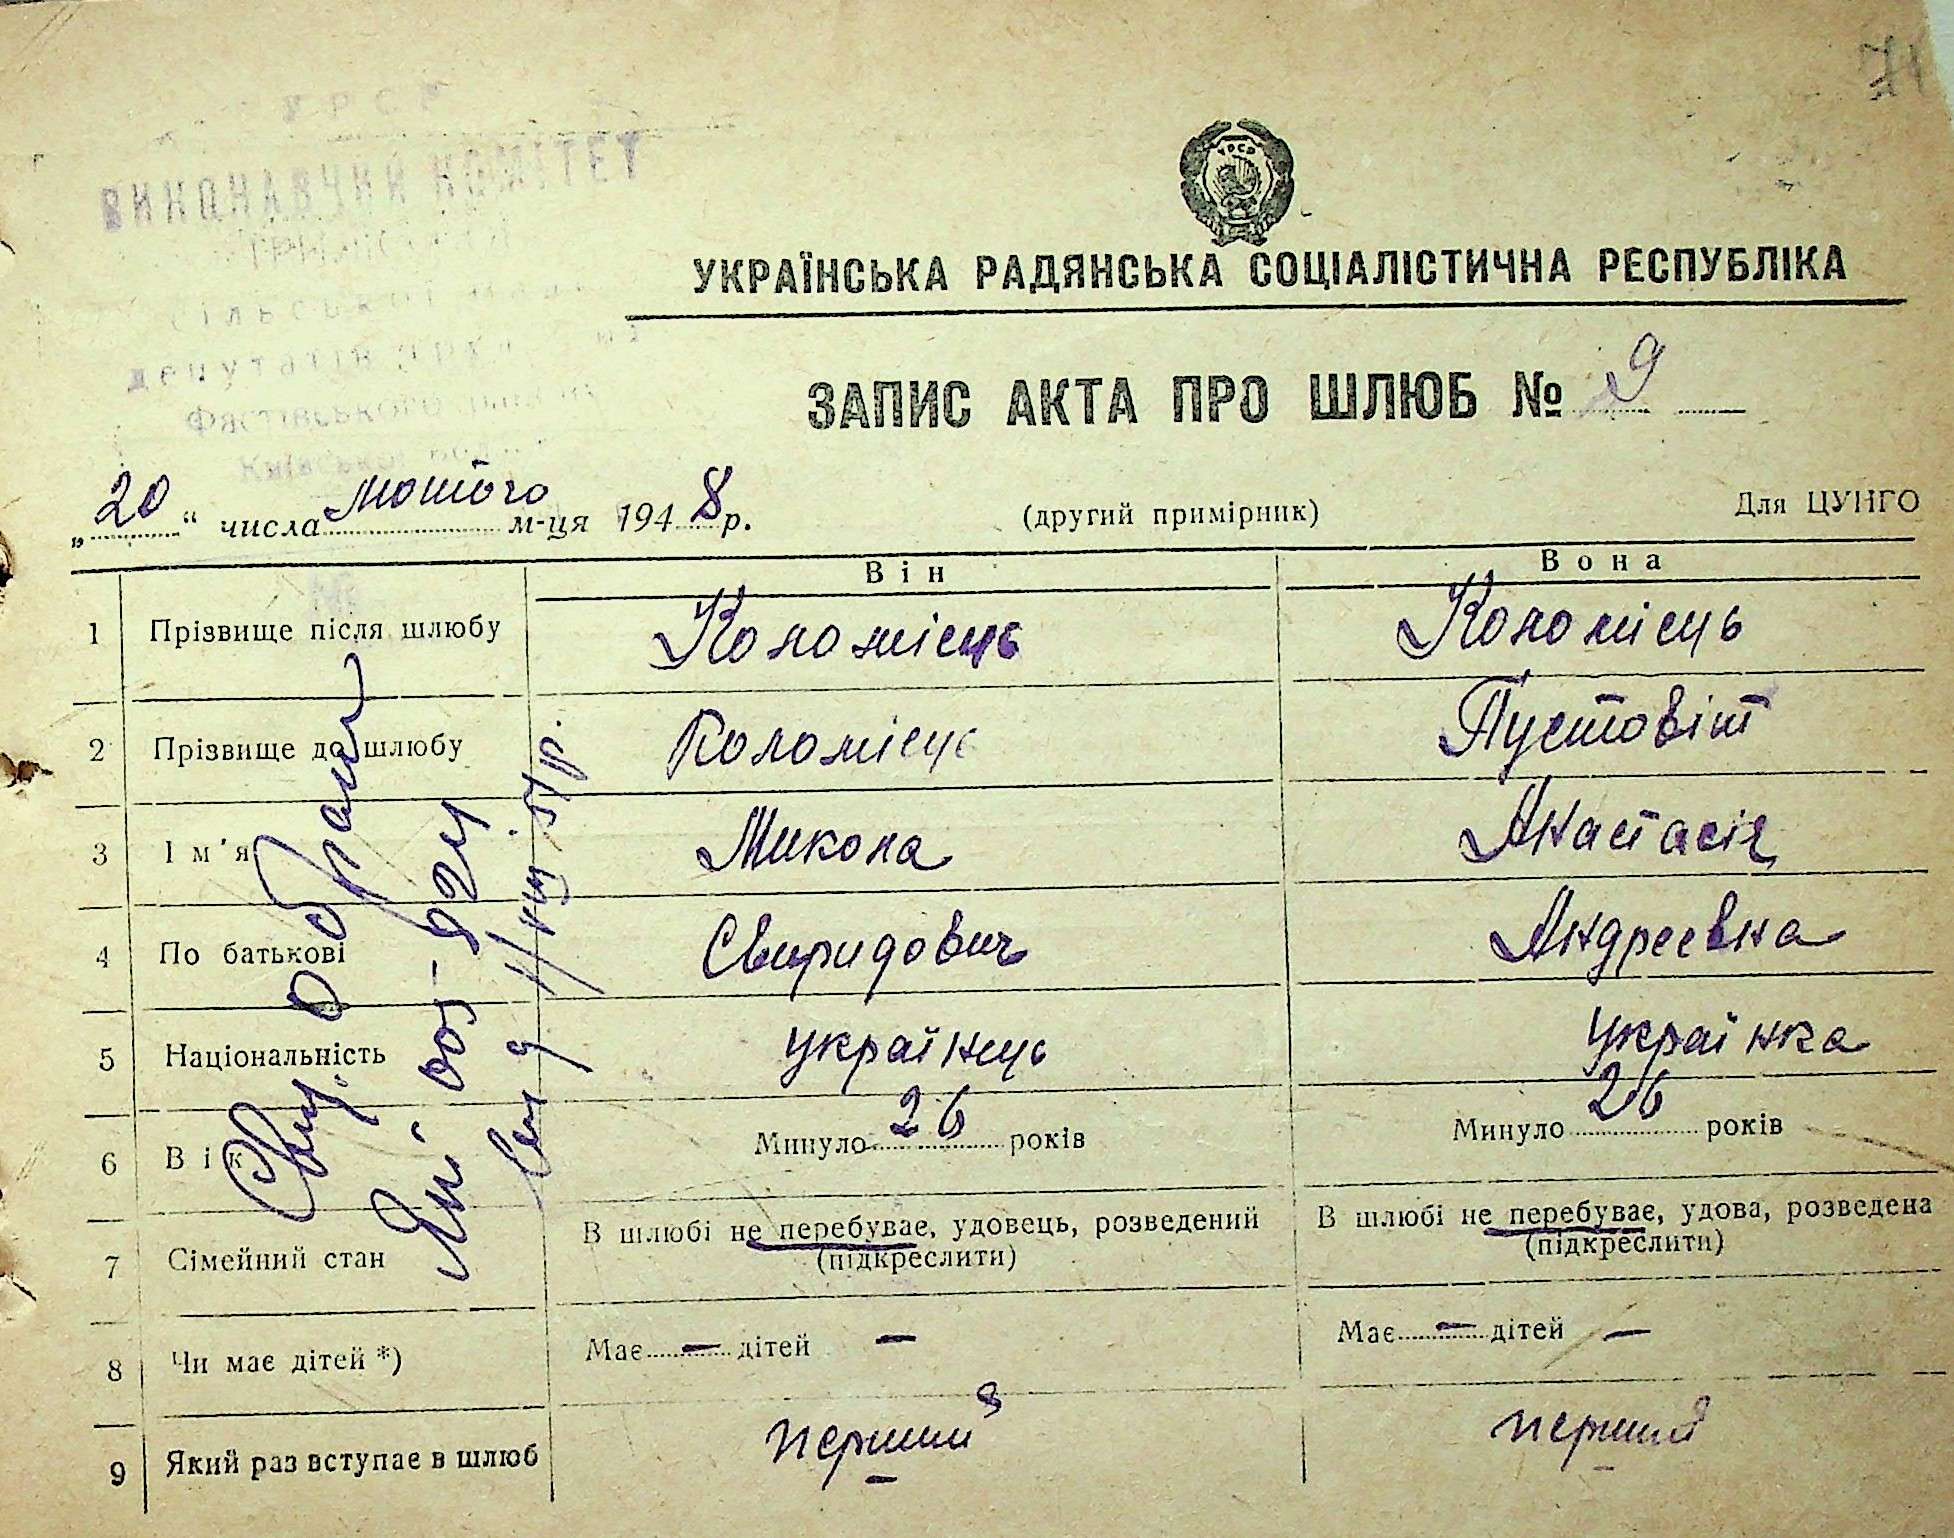 УРСР
ВИКОНАВЧИЙ КОМІТЕТ
депутатів
Фастівського
Київської
УКРАЇНСЬКА РАДЯНСЬКА СОЦІАЛІСТИЧНА РЕСПУБЛІКА
ЗАПИС АКТА ПРО ШЛЮБ № 9
„20“ числа лютого м-ця 1948 р.
(другий примірник)
Для ЦУНГО
Він Вона
1 Прізвище після шлюбу Коломієць Коломієць
2 Прізвище до шлюбу Коломієць Пустовіт
3 Ім'я Микола Анастасія
4 По батькові Свиридович Андреевна
5 Національність українець українка
6 Вік Минуло 26 років Минуло 26 років
7 Сімейний стан В шлюбі не перебуває, удовець, розведений (підкреслити) В шлюбі не перебуває, удова, розведена (підкреслити)
8 Чи має дітей *) Має — дітей — Має — дітей —
9 Який раз вступає в шлюб перший перший